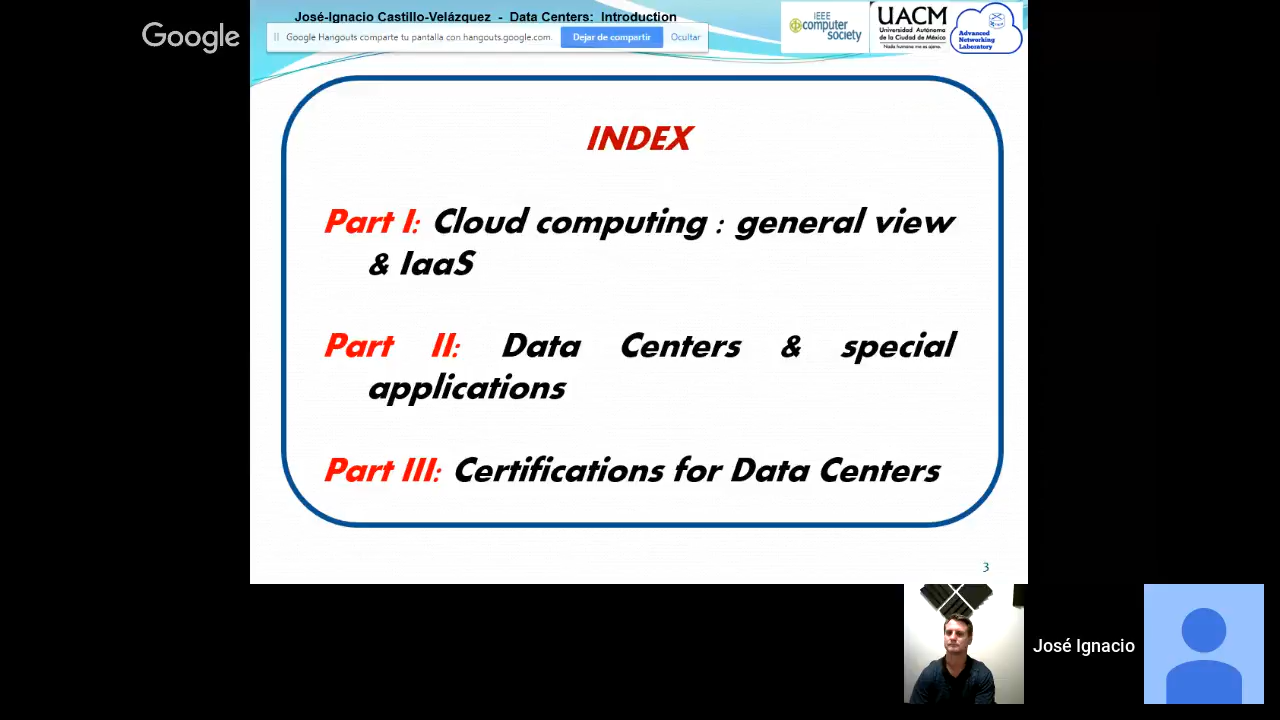 José-Ignacio Castillo-Velázquez - Data Centers: Introduction
Google
Google Hangouts comparte tu pantalla con hangouts.google.com. Dejar de compartir Ocultar
IEEE
computer
society
UACM
Universidad Autónoma
de la Ciudad de México
Nada humano me es ajeno
Advanced
Networking
Laboratory
INDEX
Part I: Cloud computing : general view
& IaaS
Part II: Data Centers & special
applications
Part III: Certifications for Data Centers
3
José Ignacio